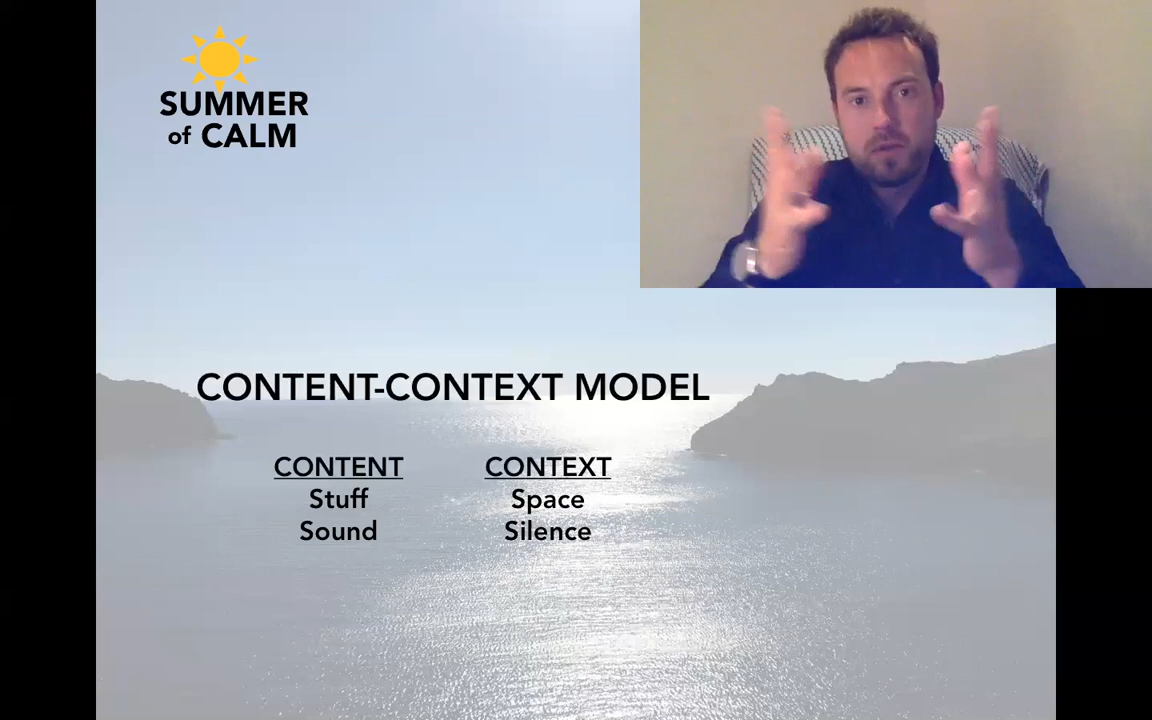 SUMMER
of CALM
CONTENT-CONTEXT MODEL
CONTENT CONTEXT
Stuff Space
Sound Silence